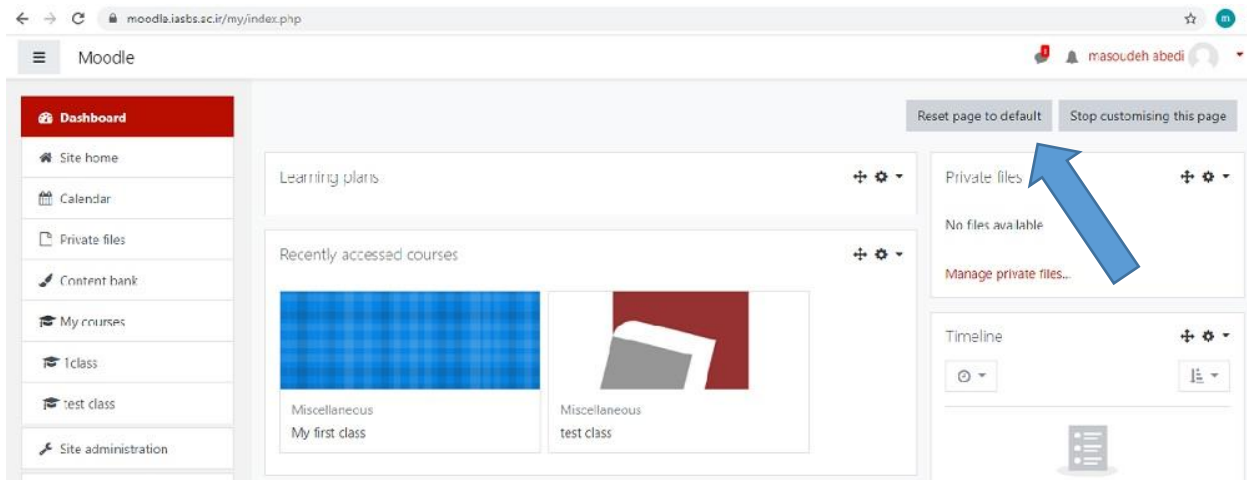 moodle.iasbs.ac.ir/my/index.php
m
Moodle
1
masoudeh abedi
Dashboard
Site home
Calendar
Private files
Content bank
My courses
1class
test class
Site administration
Reset page to default
Stop customising this page
Learning plans
Recently accessed courses
Miscellaneous
My first class
Miscellaneous
test class
Private files
No files available
Manage private files...
Timeline